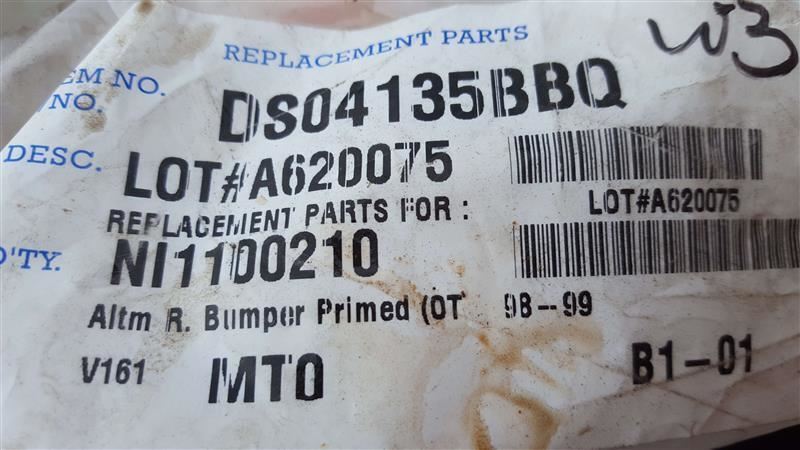 REPLACEMENT PARTS
W3
EM NO.
NO.
DS04135BBQ
DESC.
LOT#A620075
LOT#A620075
REPLACEMENT PARTS FOR :
'TY.
NI1100210
Altm R. Bumper Primed (OT 98--99
V161 MTO B1-01